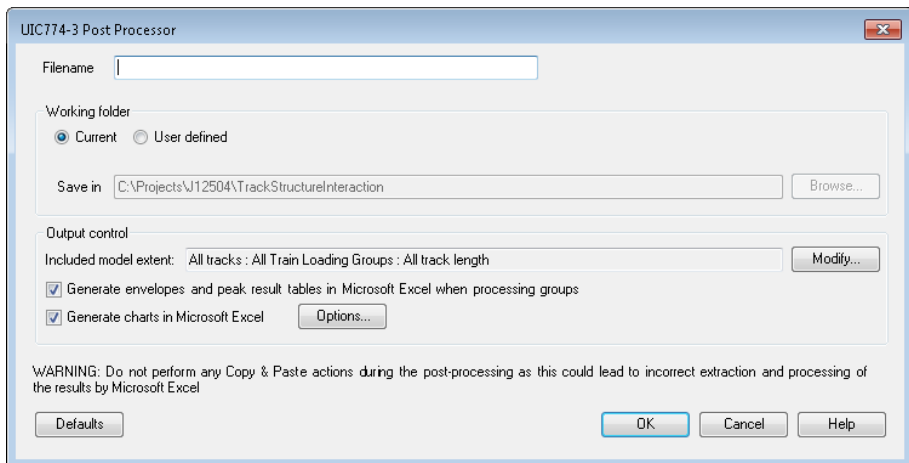 UIC774-3 Post Processor
Filename
Working folder
Current User defined
Save in C:\Projects\J12504\TrackStructureInteraction Browse...
Output control
Included model extent: All tracks : All Train Loading Groups : All track length Modify...
Generate envelopes and peak result tables in Microsoft Excel when processing groups
Generate charts in Microsoft Excel Options...
WARNING: Do not perform any Copy & Paste actions during the post-processing as this could lead to incorrect extraction and processing of
the results by Microsoft Excel
Defaults OK Cancel Help